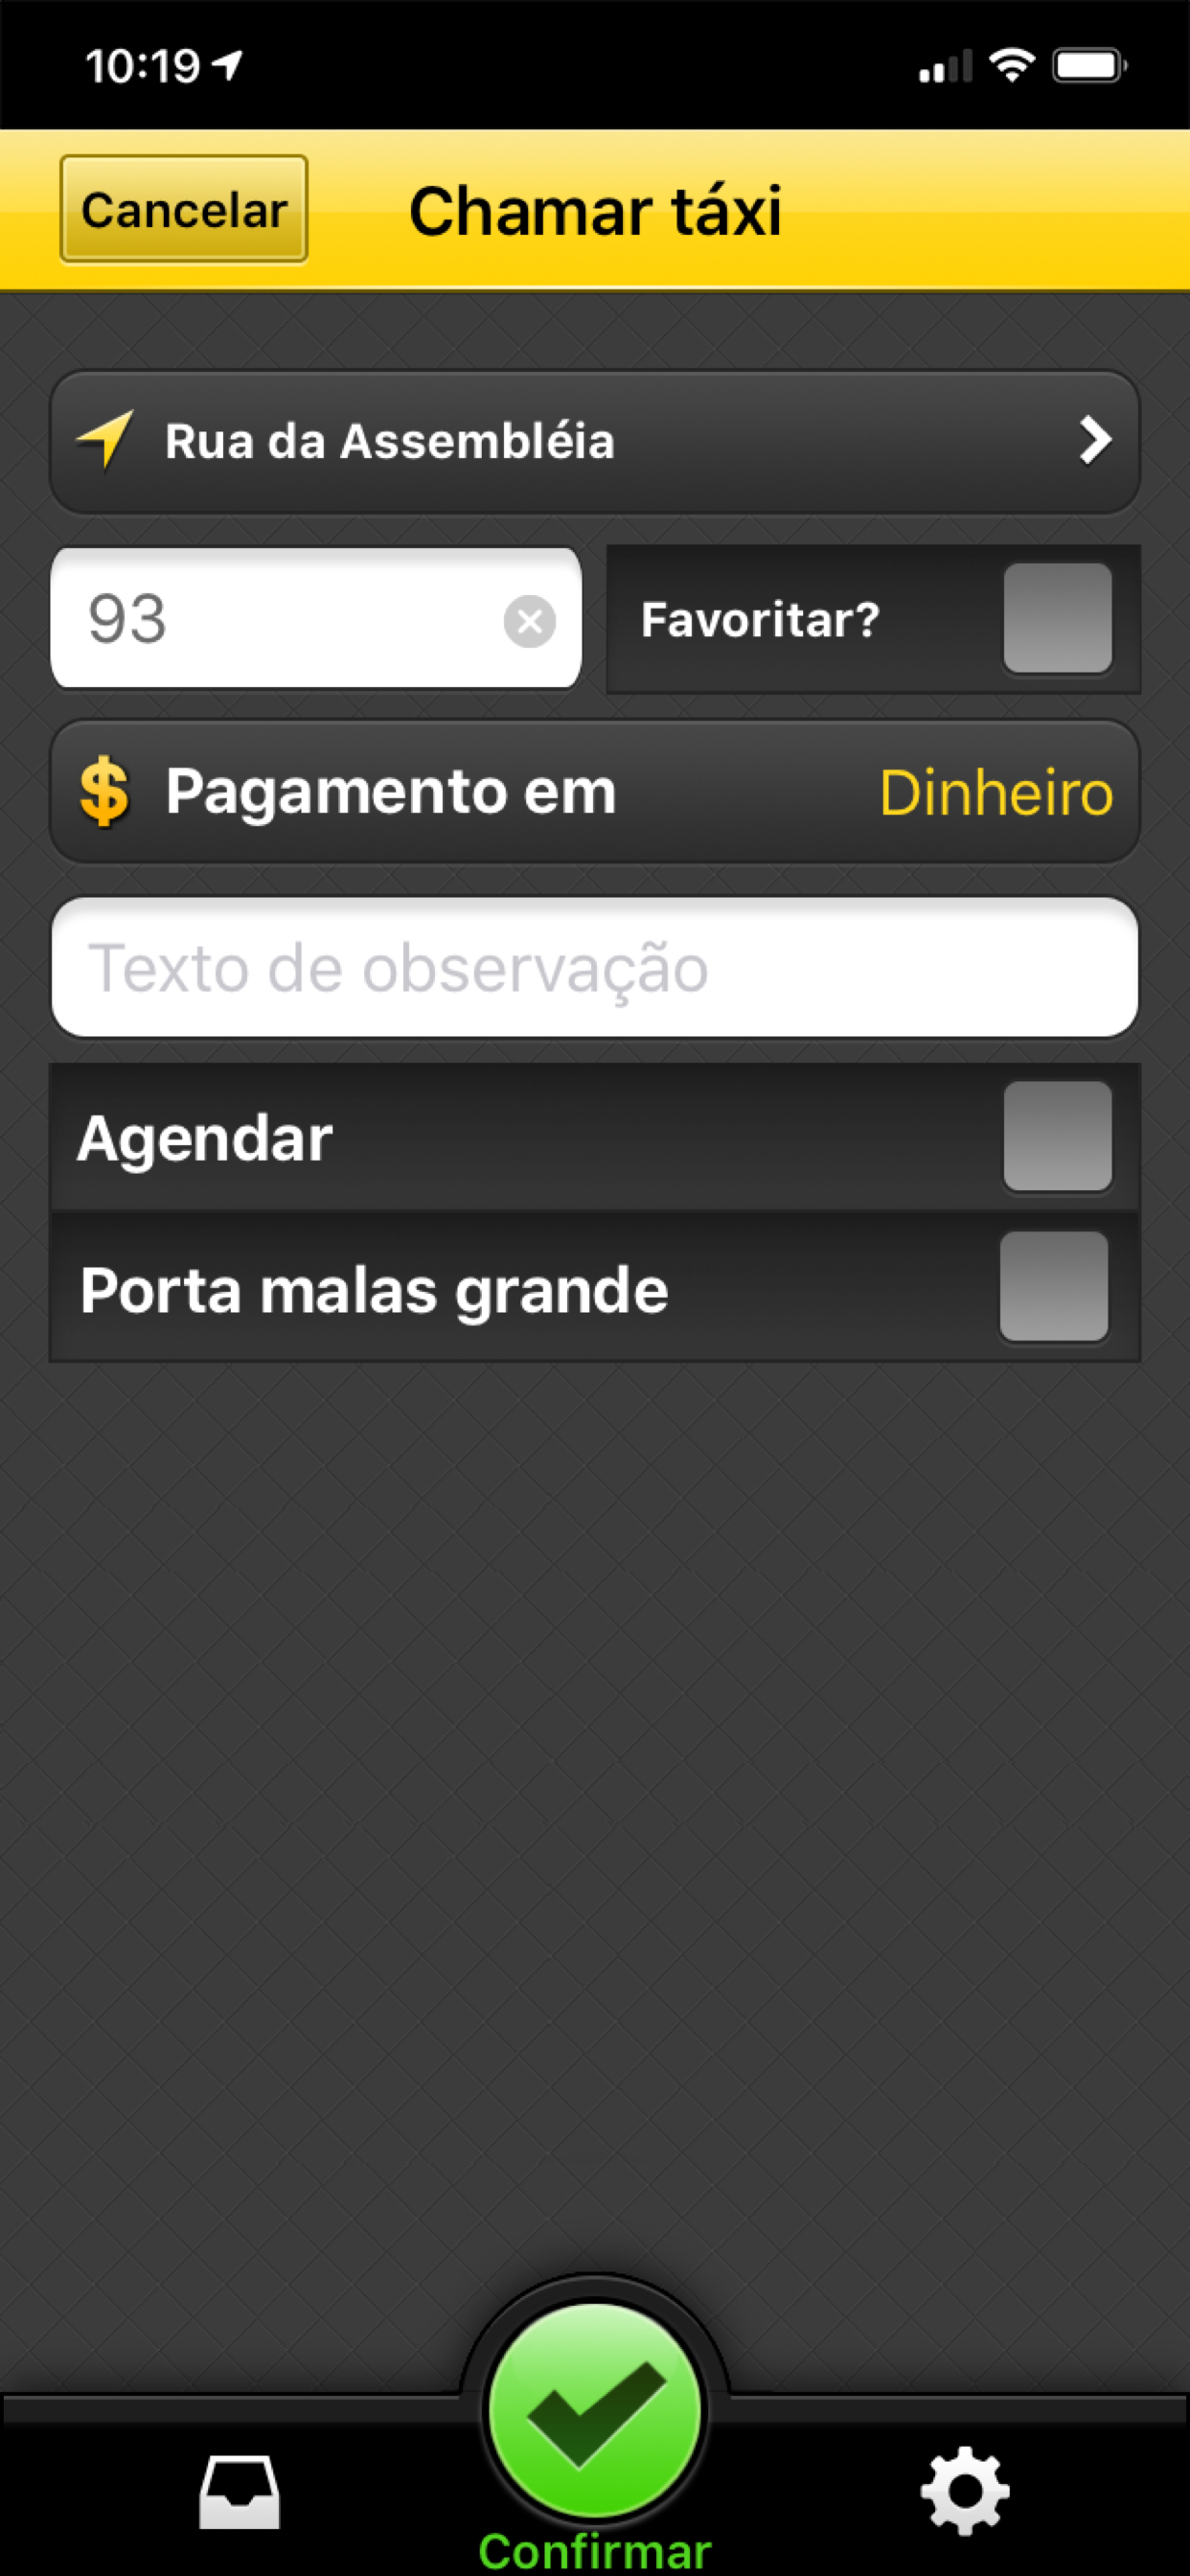 10:19
Cancelar
Chamar táxi
Rua da Assembléia
93
Favoritar?
$ Pagamento em Dinheiro
Texto de observação
Agendar
Porta malas grande
Confirmar